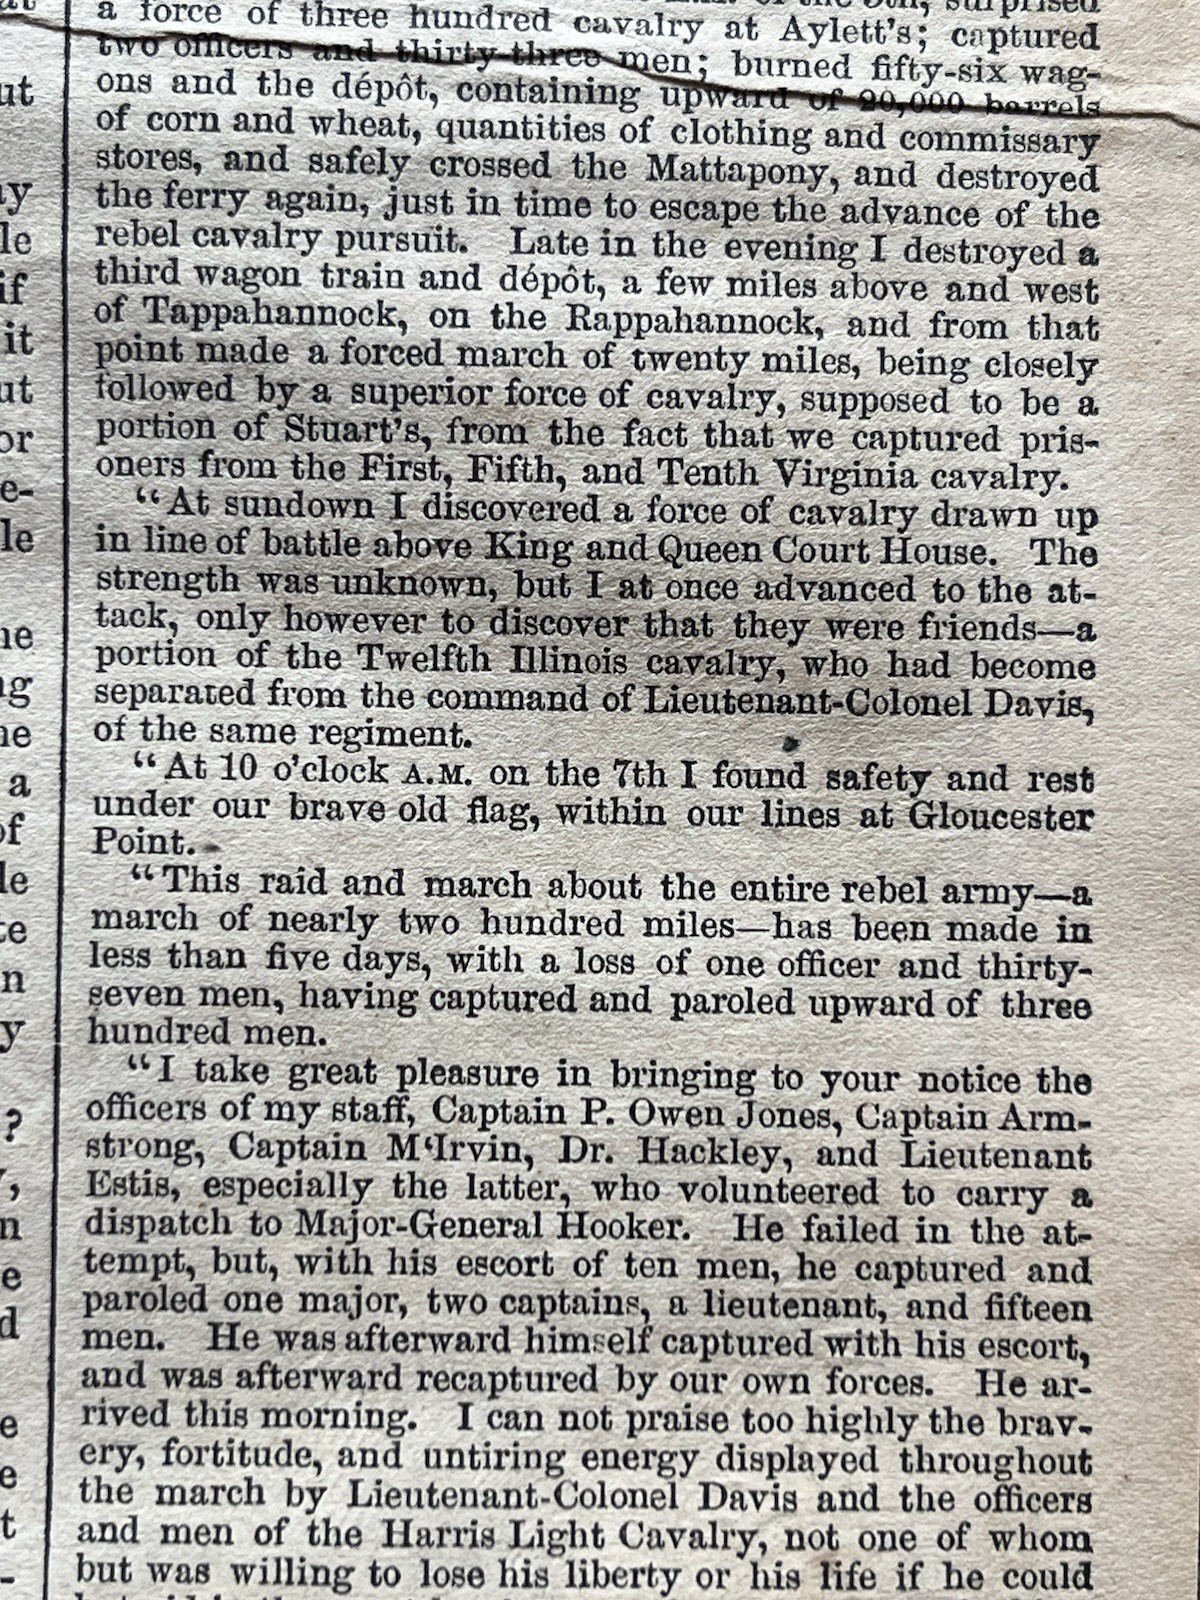 a force of three hundred cavalry at Aylett's; captured
two officers and thirty-three men; burned fifty-six wag-
ons and the dépôt, containing upward of 20,000 barrels
of corn and wheat, quantities of clothing and commissary
stores, and safely crossed the Mattapony, and destroyed
the ferry again, just in time to escape the advance of the
rebel cavalry pursuit. Late in the evening I destroyed a
third wagon train and dépôt, a few miles above and west
of Tappahannock, on the Rappahannock, and from that
point made a forced march of twenty miles, being closely
followed by a superior force of cavalry, supposed to be a
portion of Stuart's, from the fact that we captured pris-
oners from the First, Fifth, and Tenth Virginia cavalry.
"At sundown I discovered a force of cavalry drawn up
in line of battle above King and Queen Court House. The
strength was unknown, but I at once advanced to the at-
tack, only however to discover that they were friends—a
portion of the Twelfth Illinois cavalry, who had become
separated from the command of Lieutenant-Colonel Davis,
of the same regiment.
"At 10 o'clock A.M. on the 7th I found safety and rest
under our brave old flag, within our lines at Gloucester
Point.
"This raid and march about the entire rebel army—a
march of nearly two hundred miles—has been made in
less than five days, with a loss of one officer and thirty-
seven men, having captured and paroled upward of three
hundred men.
"I take great pleasure in bringing to your notice the
officers of my staff, Captain P. Owen Jones, Captain Arm-
strong, Captain M‘Irvin, Dr. Hackley, and Lieutenant
Estis, especially the latter, who volunteered to carry a
dispatch to Major-General Hooker. He failed in the at-
tempt, but, with his escort of ten men, he captured and
paroled one major, two captains, a lieutenant, and fifteen
men. He was afterward himself captured with his escort,
and was afterward recaptured by our own forces. He ar-
rived this morning. I can not praise too highly the brav-
ery, fortitude, and untiring energy displayed throughout
the march by Lieutenant-Colonel Davis and the officers
and men of the Harris Light Cavalry, not one of whom
but was willing to lose his liberty or his life if he could